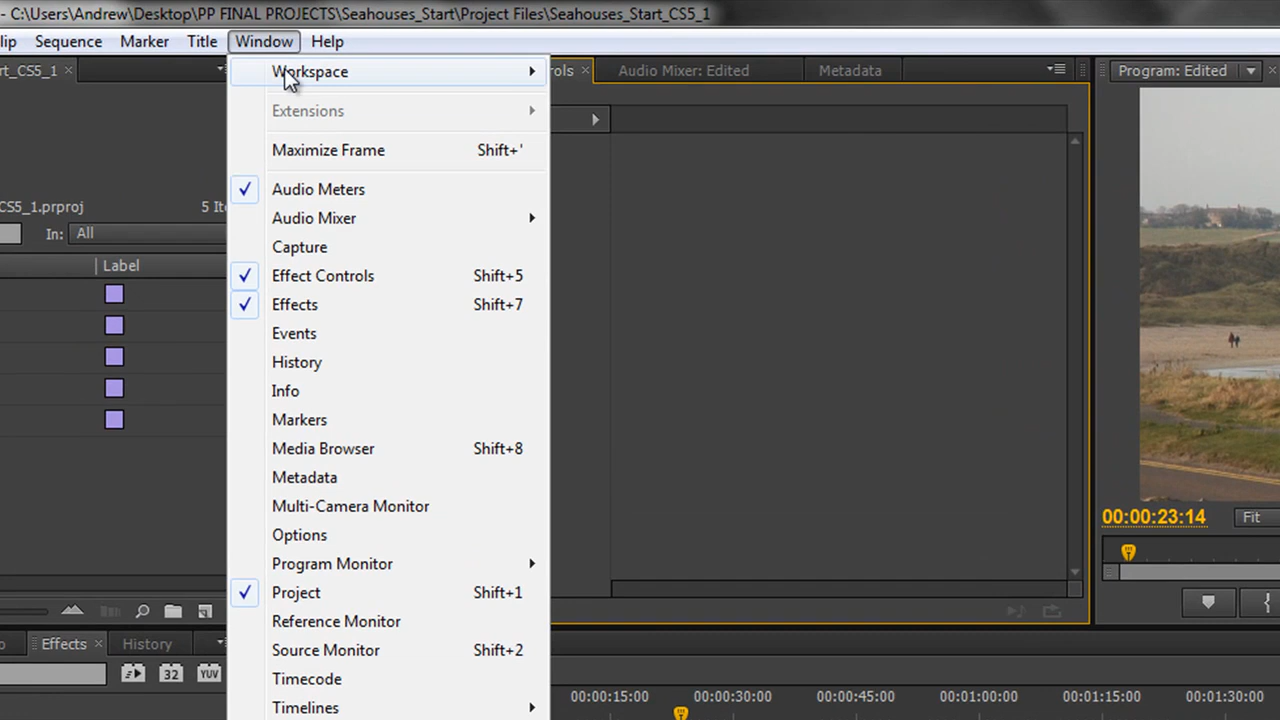 - C:\Users\Andrew\Desktop\PP FINAL PROJECTS\Seahouses_Start\Project Files\Seahouses_Start_CS5_1
lip Sequence Marker Title Window Help
rt_CS5_1 ×
ols × Audio Mixer: Edited Metadata
Program: Edited ×
Workspace
Extensions
Maximize Frame Shift+'
Audio Meters
Audio Mixer
Capture
Effect Controls Shift+5
Effects Shift+7
Events
History
Info
Markers
Media Browser Shift+8
Metadata
Multi-Camera Monitor
Options
Program Monitor
Project Shift+1
Reference Monitor
Source Monitor Shift+2
Timecode
Timelines
CS5_1.prproj 5 Ite
In: All
Label
o Effects × History
32 YUV
00:00:23:14 Fit
00:00:15:00 00:00:30:00 00:00:45:00 00:01:00:00 00:01:15:00 00:01:30:00